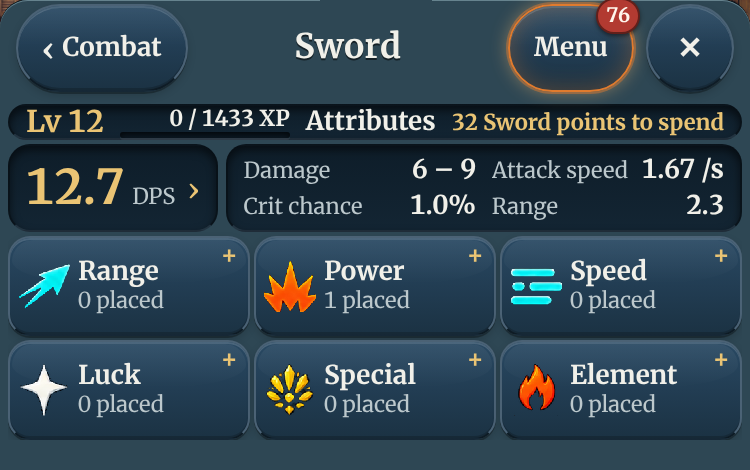 ‹ Combat
Sword
Menu
76
×
Lv 12
0 / 1433 XP
Attributes
32 Sword points to spend
12.7 DPS ›
Damage 6 – 9
Attack speed 1.67 /s
Crit chance 1.0%
Range 2.3
Range +
0 placed
Power +
1 placed
Speed +
0 placed
Luck +
0 placed
Special +
0 placed
Element +
0 placed